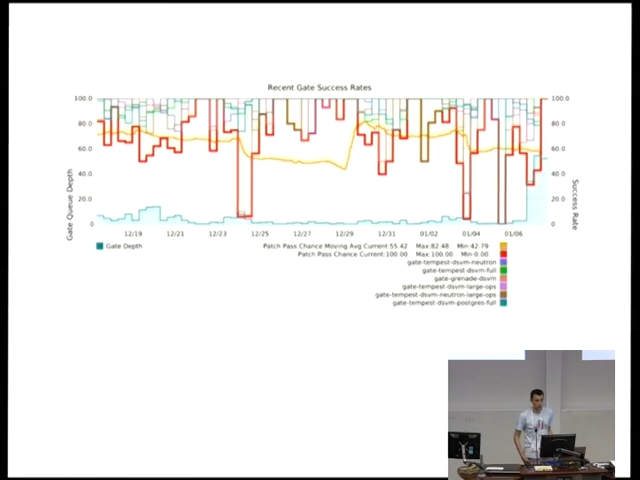 Recent Gate Success Rates
100.0 100.0
80.0 80.0
60.0 60.0
40.0 40.0
20.0 20.0
0 0
Gate Queue Depth
Success Rate
12/19 12/21 12/23 12/25 12/27 12/29 12/31 01/02 01/04 01/06
Gate Depth
Patch Pass Chance Moving Avg Current:55.42 Max:82.48 Min:42.79
Patch Pass Chance Current:100.00 Max:100.00 Min:0.00
gate-tempest-dsvm-neutron
gate-tempest-dsvm-full
gate-grenade-dsvm
gate-tempest-dsvm-large-ops
gate-tempest-dsvm-neutron-large-ops
gate-tempest-dsvm-postgres-full